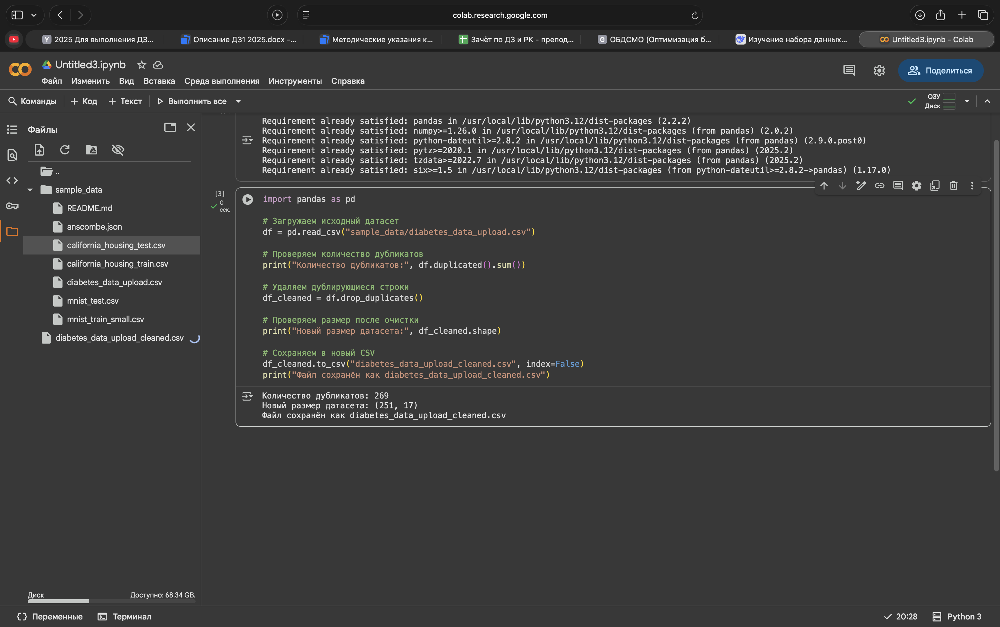 colab.research.google.com
2025 Для выполнения ДЗ...
Описание ДЗ1 2025.docx -...
Методические указания к...
Зачёт по ДЗ и РК - препод...
ОБДСМО (Оптимизация б...
Изучение набора данных...
Untitled3.ipynb - Colab
Untitled3.ipynb
Файл Изменить Вид Вставка Среда выполнения Инструменты Справка
Поделиться
Команды + Код + Текст Выполнить все
ОЗУ
Диск
Файлы
..
sample_data
README.md
anscombe.json
california_housing_test.csv
california_housing_train.csv
diabetes_data_upload.csv
mnist_test.csv
mnist_train_small.csv
diabetes_data_upload_cleaned.csv
Диск Доступно: 68.34 GB.
Requirement already satisfied: pandas in /usr/local/lib/python3.12/dist-packages (2.2.2)
Requirement already satisfied: numpy>=1.26.0 in /usr/local/lib/python3.12/dist-packages (from pandas) (2.0.2)
Requirement already satisfied: python-dateutil>=2.8.2 in /usr/local/lib/python3.12/dist-packages (from pandas) (2.9.0.post0)
Requirement already satisfied: pytz>=2020.1 in /usr/local/lib/python3.12/dist-packages (from pandas) (2025.2)
Requirement already satisfied: tzdata>=2022.7 in /usr/local/lib/python3.12/dist-packages (from pandas) (2025.2)
Requirement already satisfied: six>=1.5 in /usr/local/lib/python3.12/dist-packages (from python-dateutil>=2.8.2->pandas) (1.17.0)
[3]
0
сек.
import pandas as pd
# Загружаем исходный датасет
df = pd.read_csv("sample_data/diabetes_data_upload.csv")
# Проверяем количество дубликатов
print("Количество дубликатов:", df.duplicated().sum())
# Удаляем дублирующиеся строки
df_cleaned = df.drop_duplicates()
# Проверяем размер после очистки
print("Новый размер датасета:", df_cleaned.shape)
# Сохраняем в новый CSV
df_cleaned.to_csv("diabetes_data_upload_cleaned.csv", index=False)
print("Файл сохранён как diabetes_data_upload_cleaned.csv")
Количество дубликатов: 269
Новый размер датасета: (251, 17)
Файл сохранён как diabetes_data_upload_cleaned.csv
Переменные Терминал
20:28 Python 3